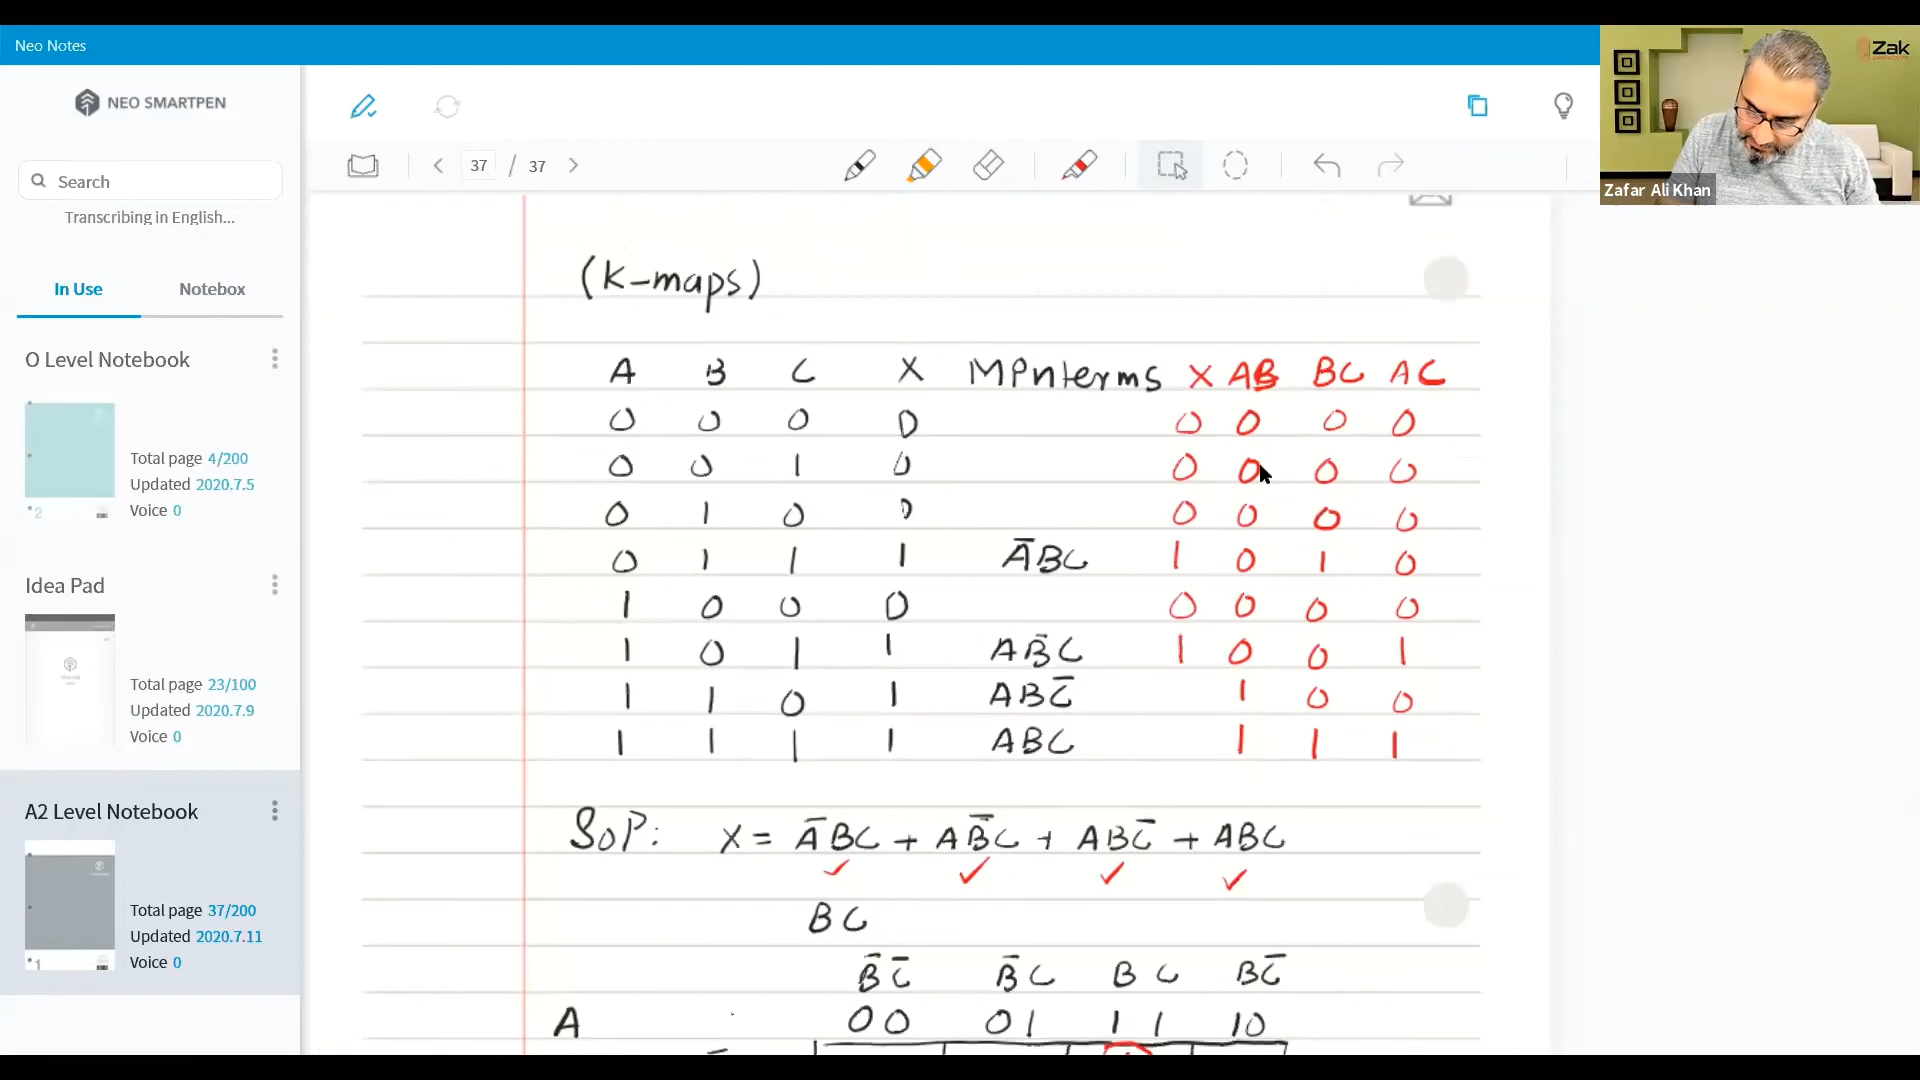 Neo Notes
NEO SMARTPEN
Search
Transcribing in English...
In Use Notebox
O Level Notebook
Total page 4/200
Updated 2020.7.5
Voice 0
2
Idea Pad
Total page 23/100
Updated 2020.7.9
Voice 0
A2 Level Notebook
Total page 37/200
Updated 2020.7.11
Voice 0
1
37 / 37
Zak
Zafar Ali Khan
(K-maps)
A B C X Minterms X AB BC AC
0 0 0 0 0 0 0 0
0 0 1 0 0 0 0 0
0 1 0 0 0 0 0 0
0 1 1 1 A̅BC 1 0 1 0
1 0 0 0 0 0 0 0
1 0 1 1 AB̅C 1 0 0 1
1 1 0 1 ABC̅ 1 0 0
1 1 1 1 ABC 1 1 1
SoP: X = A̅BC + AB̅C + ABC̅ + ABC
BC
B̅C̅ B̅C BC BC̅
A 00 01 11 10